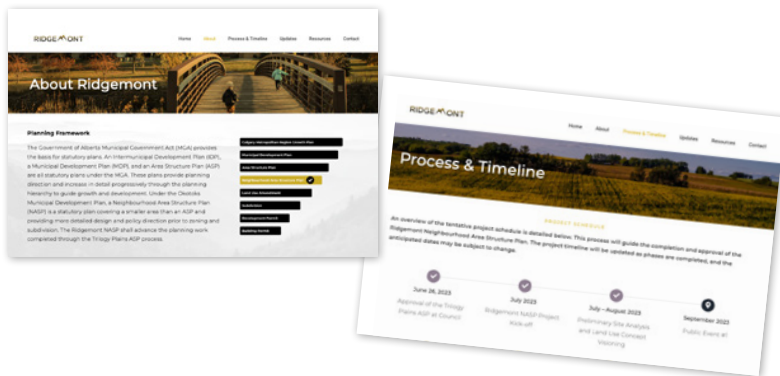 RIDGEMONT
Home About Process & Timeline Updates Resources Contact
About Ridgemont
Planning Framework
The Government of Alberta Municipal Government Act (MGA) provides
the basis for statutory plans. An Intermunicipal Development Plan (IDP),
a Municipal Development Plan (MDP), and an Area Structure Plan (ASP)
are all statutory plans under the MGA. These plans provide planning
direction and increase in detail progressively through the planning
hierarchy to guide growth and development. Under the Okotoks
Municipal Development Plan, a Neighbourhood Area Structure Plan
(NASP) is a statutory plan covering a smaller area than an ASP and
providing more detailed design and policy direction prior to zoning and
subdivision. The Ridgemont NASP shall advance the planning work
completed through the Trilogy Plains ASP process.
Calgary Metropolitan Region Growth Plan
Municipal Development Plan
Area Structure Plan
Neighbourhood Area Structure Plan
Land Use Amendment
Subdivision
Development Permit
Building Permit
RIDGEMONT
Home About Process & Timeline Updates Resources Contact
Process & Timeline
PROJECT SCHEDULE
An overview of the tentative project schedule is detailed below. This process will guide the completion and approval of the
Ridgemont Neighbourhood Area Structure Plan. The project timeline will be updated as phases are completed, and the
anticipated dates may be subject to change.
June 26, 2023
Approval of the Trilogy
Plains ASP at Council
July 2023
Ridgemont NASP Project
Kick-off
July - August 2023
Preliminary Site Analysis
and Land Use Concept
Visioning
September 2023
Public Event #1